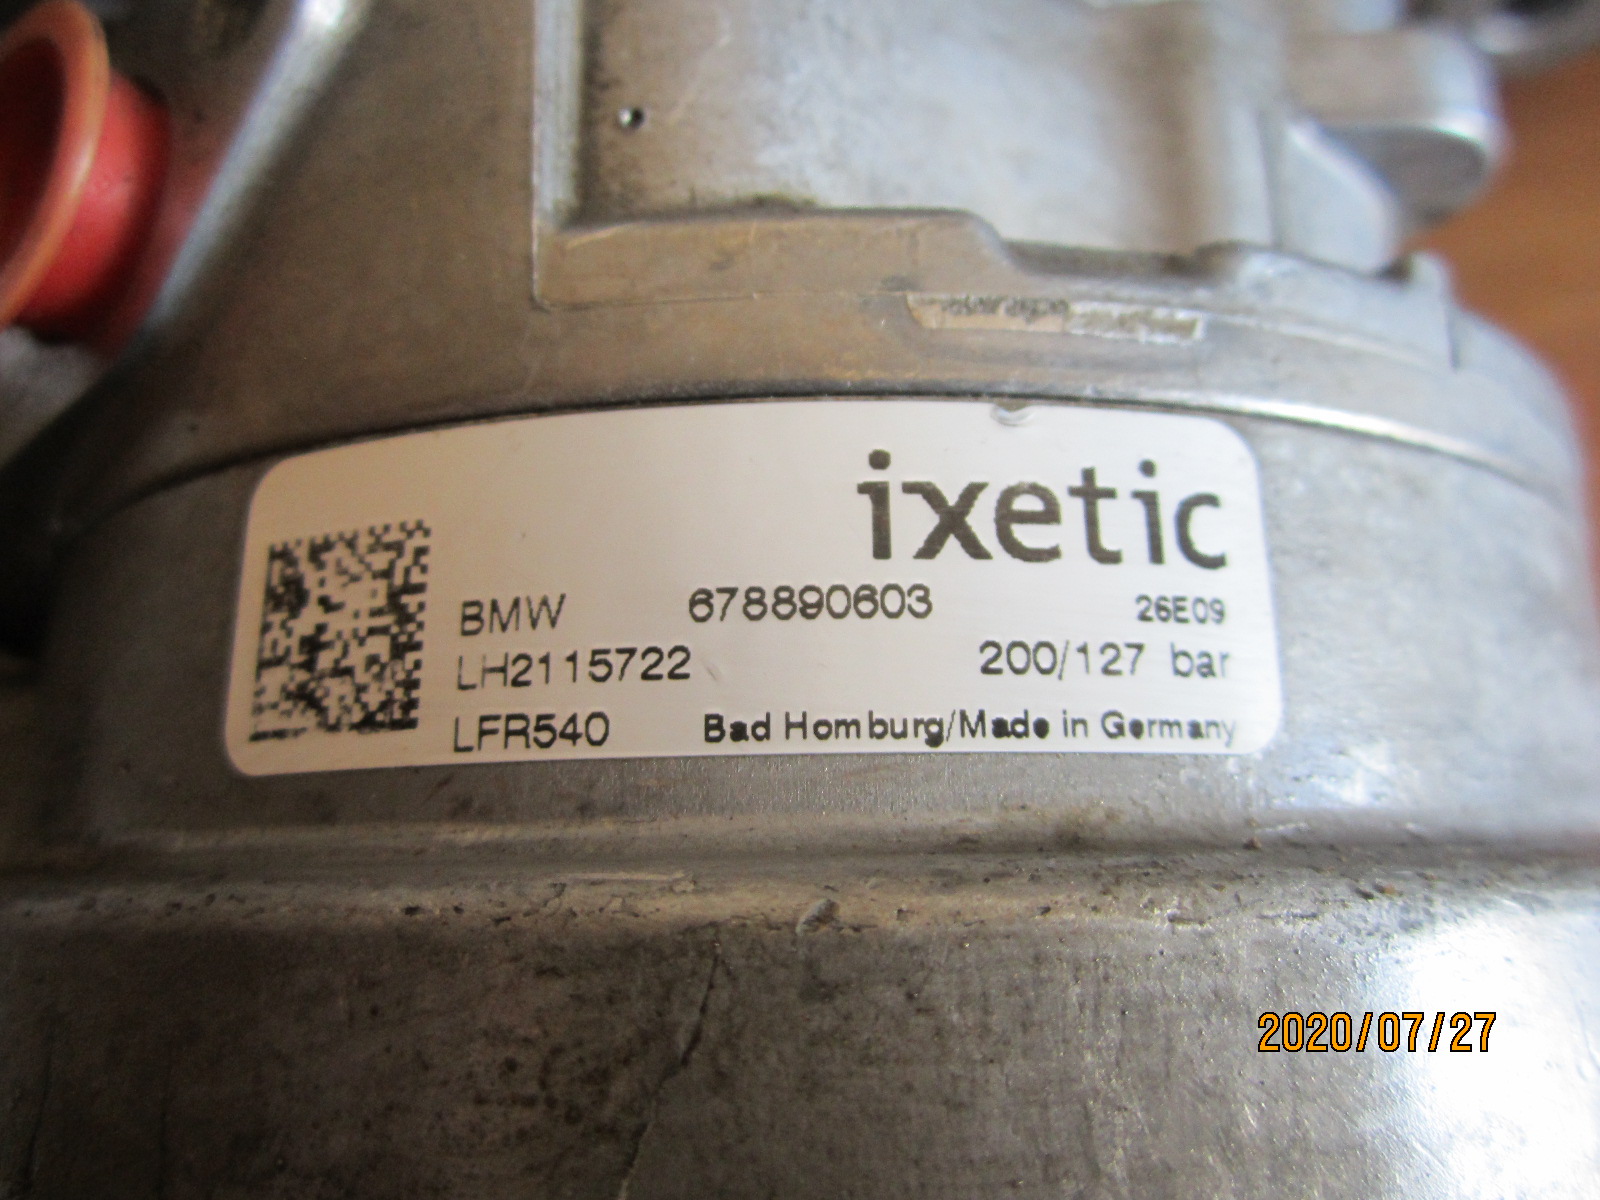 ixetic
BMW 678890603 26E09
LH2115722 200/127 bar
LFR540 Bad Homburg/Made in Germany
2020/07/27